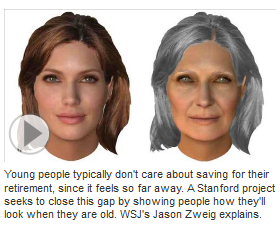 Young people typically don't care about saving for their
retirement, since it feels so far away. A Stanford project
seeks to close this gap by showing people how they'll
look when they are old. WSJ's Jason Zweig explains.